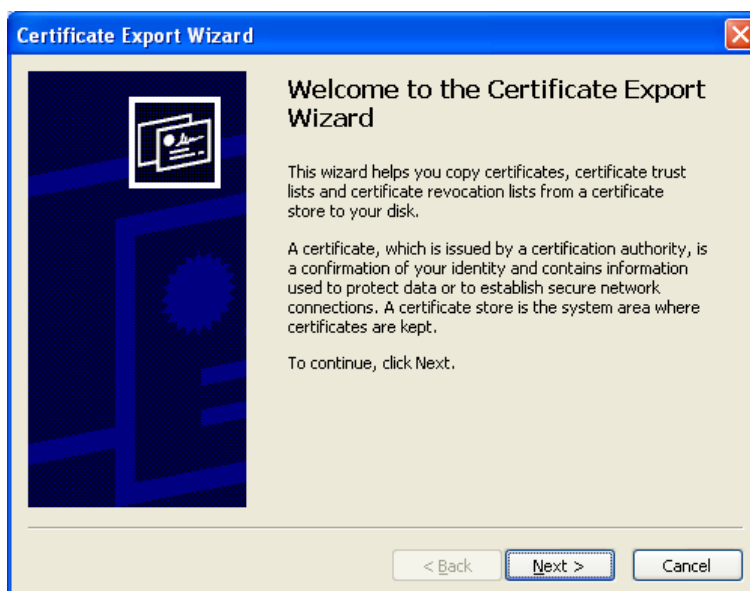 Certificate Export Wizard
Welcome to the Certificate Export
Wizard
This wizard helps you copy certificates, certificate trust
lists and certificate revocation lists from a certificate
store to your disk.
A certificate, which is issued by a certification authority, is
a confirmation of your identity and contains information
used to protect data or to establish secure network
connections. A certificate store is the system area where
certificates are kept.
To continue, click Next.
< Back
Next >
Cancel